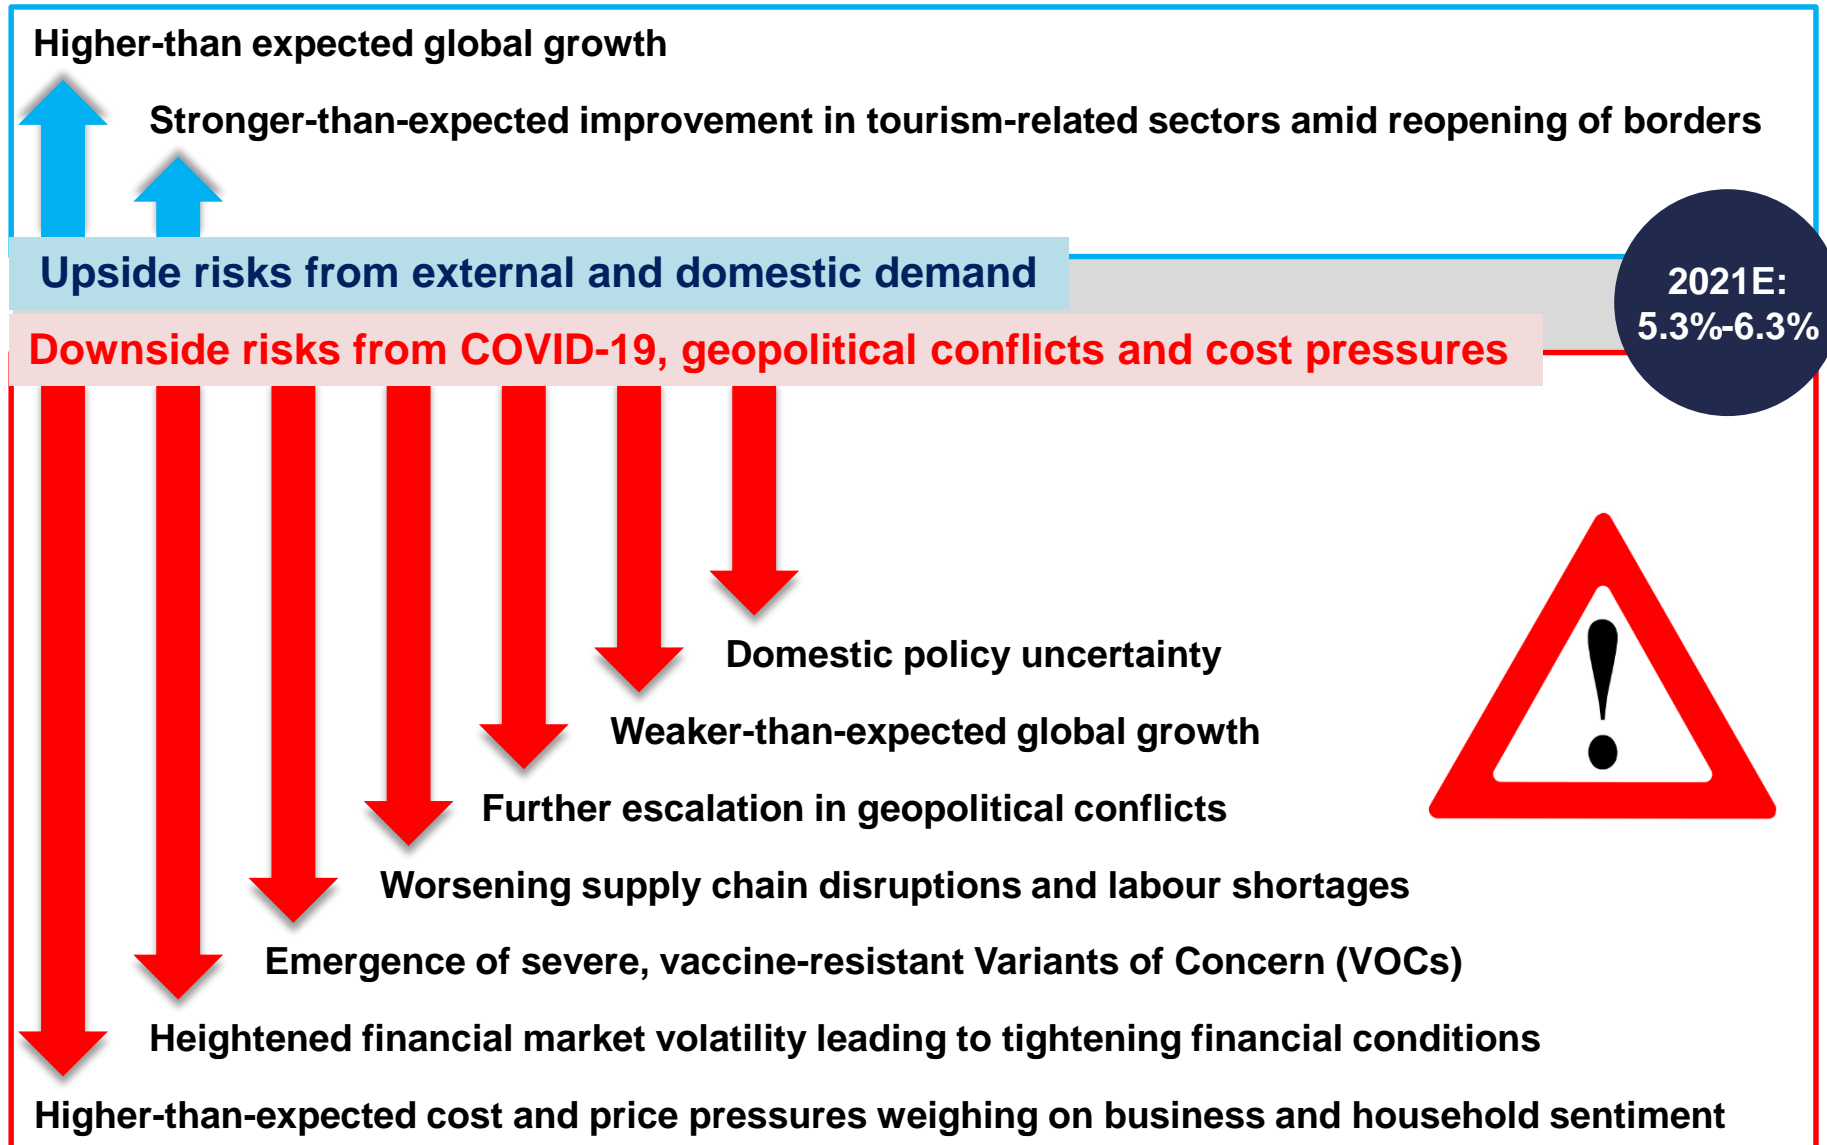 Higher-than expected global growth
Stronger-than-expected improvement in tourism-related sectors amid reopening of borders
Upside risks from external and domestic demand
2021E:
5.3%-6.3%
Downside risks from COVID-19, geopolitical conflicts and cost pressures
Domestic policy uncertainty
Weaker-than-expected global growth
Further escalation in geopolitical conflicts
Worsening supply chain disruptions and labour shortages
Emergence of severe, vaccine-resistant Variants of Concern (VOCs)
Heightened financial market volatility leading to tightening financial conditions
Higher-than-expected cost and price pressures weighing on business and household sentiment